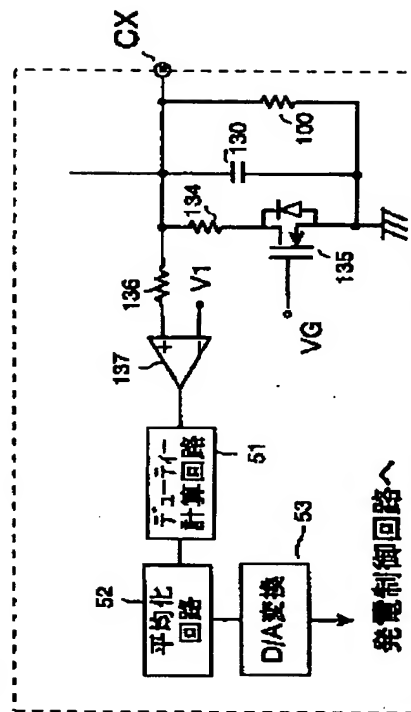 CX
100
130
134
135
VG
136
V1
137
デューティー
計算回路
51
平均化
回路
52
D/A変換
53
発電制御回路へ